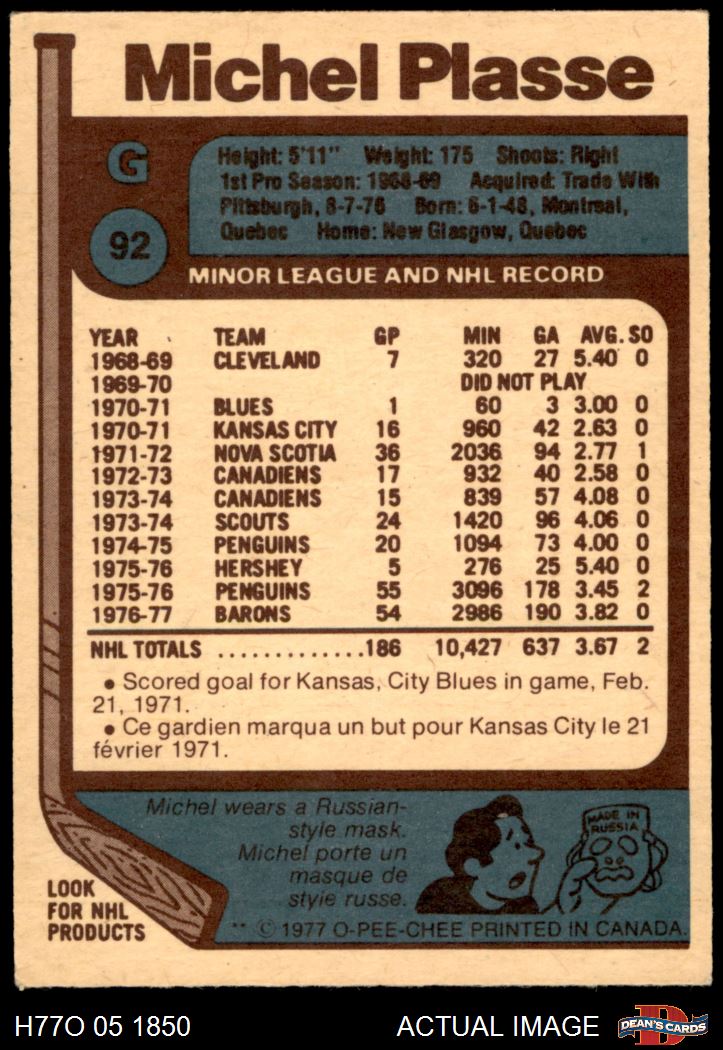 Michel Plasse
G
92
Height: 5'11" Weight: 175 Shoots: Right
1st Pro Season: 1968-69 Acquired: Trade With
Pittsburgh, 8-7-76 Born: 6-1-48, Montreal,
Quebec Home: New Glasgow, Quebec
MINOR LEAGUE AND NHL RECORD
YEAR TEAM GP MIN GA AVG. SO
1968-69 CLEVELAND 7 320 27 5.40 0
1969-70 DID NOT PLAY
1970-71 BLUES 1 60 3 3.00 0
1970-71 KANSAS CITY 16 960 42 2.63 0
1971-72 NOVA SCOTIA 36 2036 94 2.77 1
1972-73 CANADIENS 17 932 40 2.58 0
1973-74 CANADIENS 15 839 57 4.08 0
1973-74 SCOUTS 24 1420 96 4.06 0
1974-75 PENGUINS 20 1094 73 4.00 0
1975-76 HERSHEY 5 276 25 5.40 0
1975-76 PENGUINS 55 3096 178 3.45 2
1976-77 BARONS 54 2986 190 3.82 0
NHL TOTALS .............186 10,427 637 3.67 2
• Scored goal for Kansas, City Blues in game, Feb.
21, 1971.
• Ce gardien marqua un but pour Kansas City le 21
février 1971.
Michel wears a Russian-
style mask.
Michel porte un
masque de
style russe.
MADE IN
RUSSIA
LOOK
FOR NHL
PRODUCTS
** © 1977 O-PEE-CHEE PRINTED IN CANADA.
H77O 05 1850 ACTUAL IMAGE
D
DEAN'S CARDS